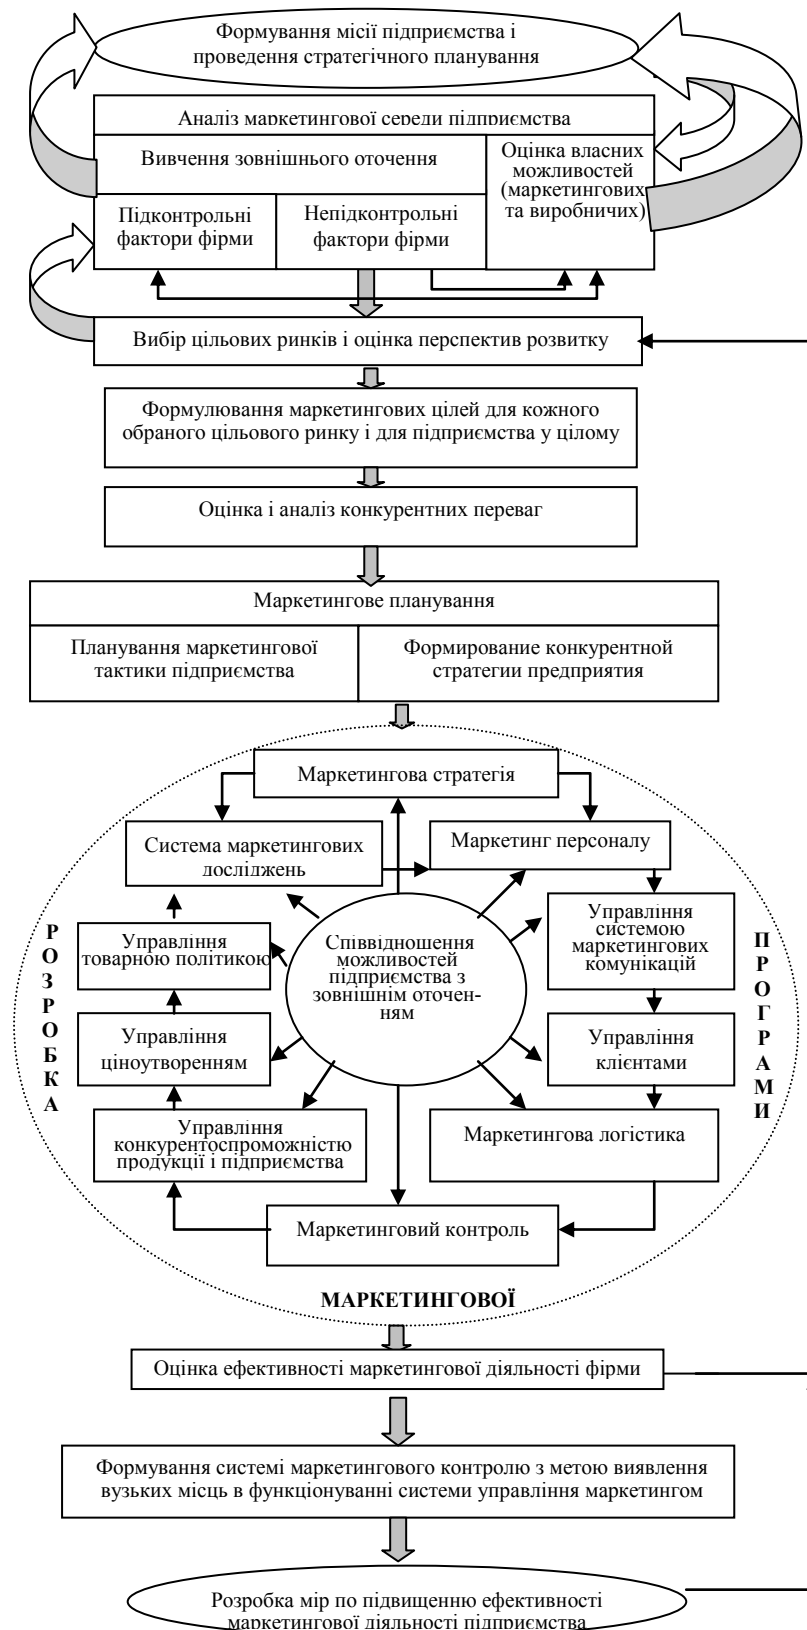 Формування місії підприємства і
проведення стратегічного планування
Аналіз маркетингової середи підприємства
Вивчення зовнішнього оточення
Оцінка власних
можливостей
(маркетингових
та виробничих)
Підконтрольні
фактори фірми
Непідконтрольні
фактори фірми
Вибір цільових ринків і оцінка перспектив розвитку
Формулювання маркетингових цілей для кожного
обраного цільового ринку і для підприємства у цілому
Оцінка і аналіз конкурентних переваг
Маркетингове планування
Планування маркетингової
тактики підприємства
Формирование конкурентной
стратегии предприятия
Маркетингова стратегія
Система маркетингових
досліджень
Маркетинг персоналу
РОЗРОБКА
Управління
товарною політикою
Співвідношення
можливостей
підприємства з
зовнішнім оточен-
ням
Управління
системою
маркетингових
комунікацій
ПРОГРАМИ
Управління
ціноутворенням
Управління
клієнтами
Управління
конкурентоспроможністю
продукції і підприємства
Маркетингова логістика
Маркетинговий контроль
МАРКЕТИНГОВОЇ
Оцінка ефективності маркетингової діяльності фірми
Формування системі маркетингового контролю з метою виявлення
вузьких місць в функціонуванні системи управління маркетингом
Розробка мір по підвищенню ефективності
маркетингової діяльності підприємства